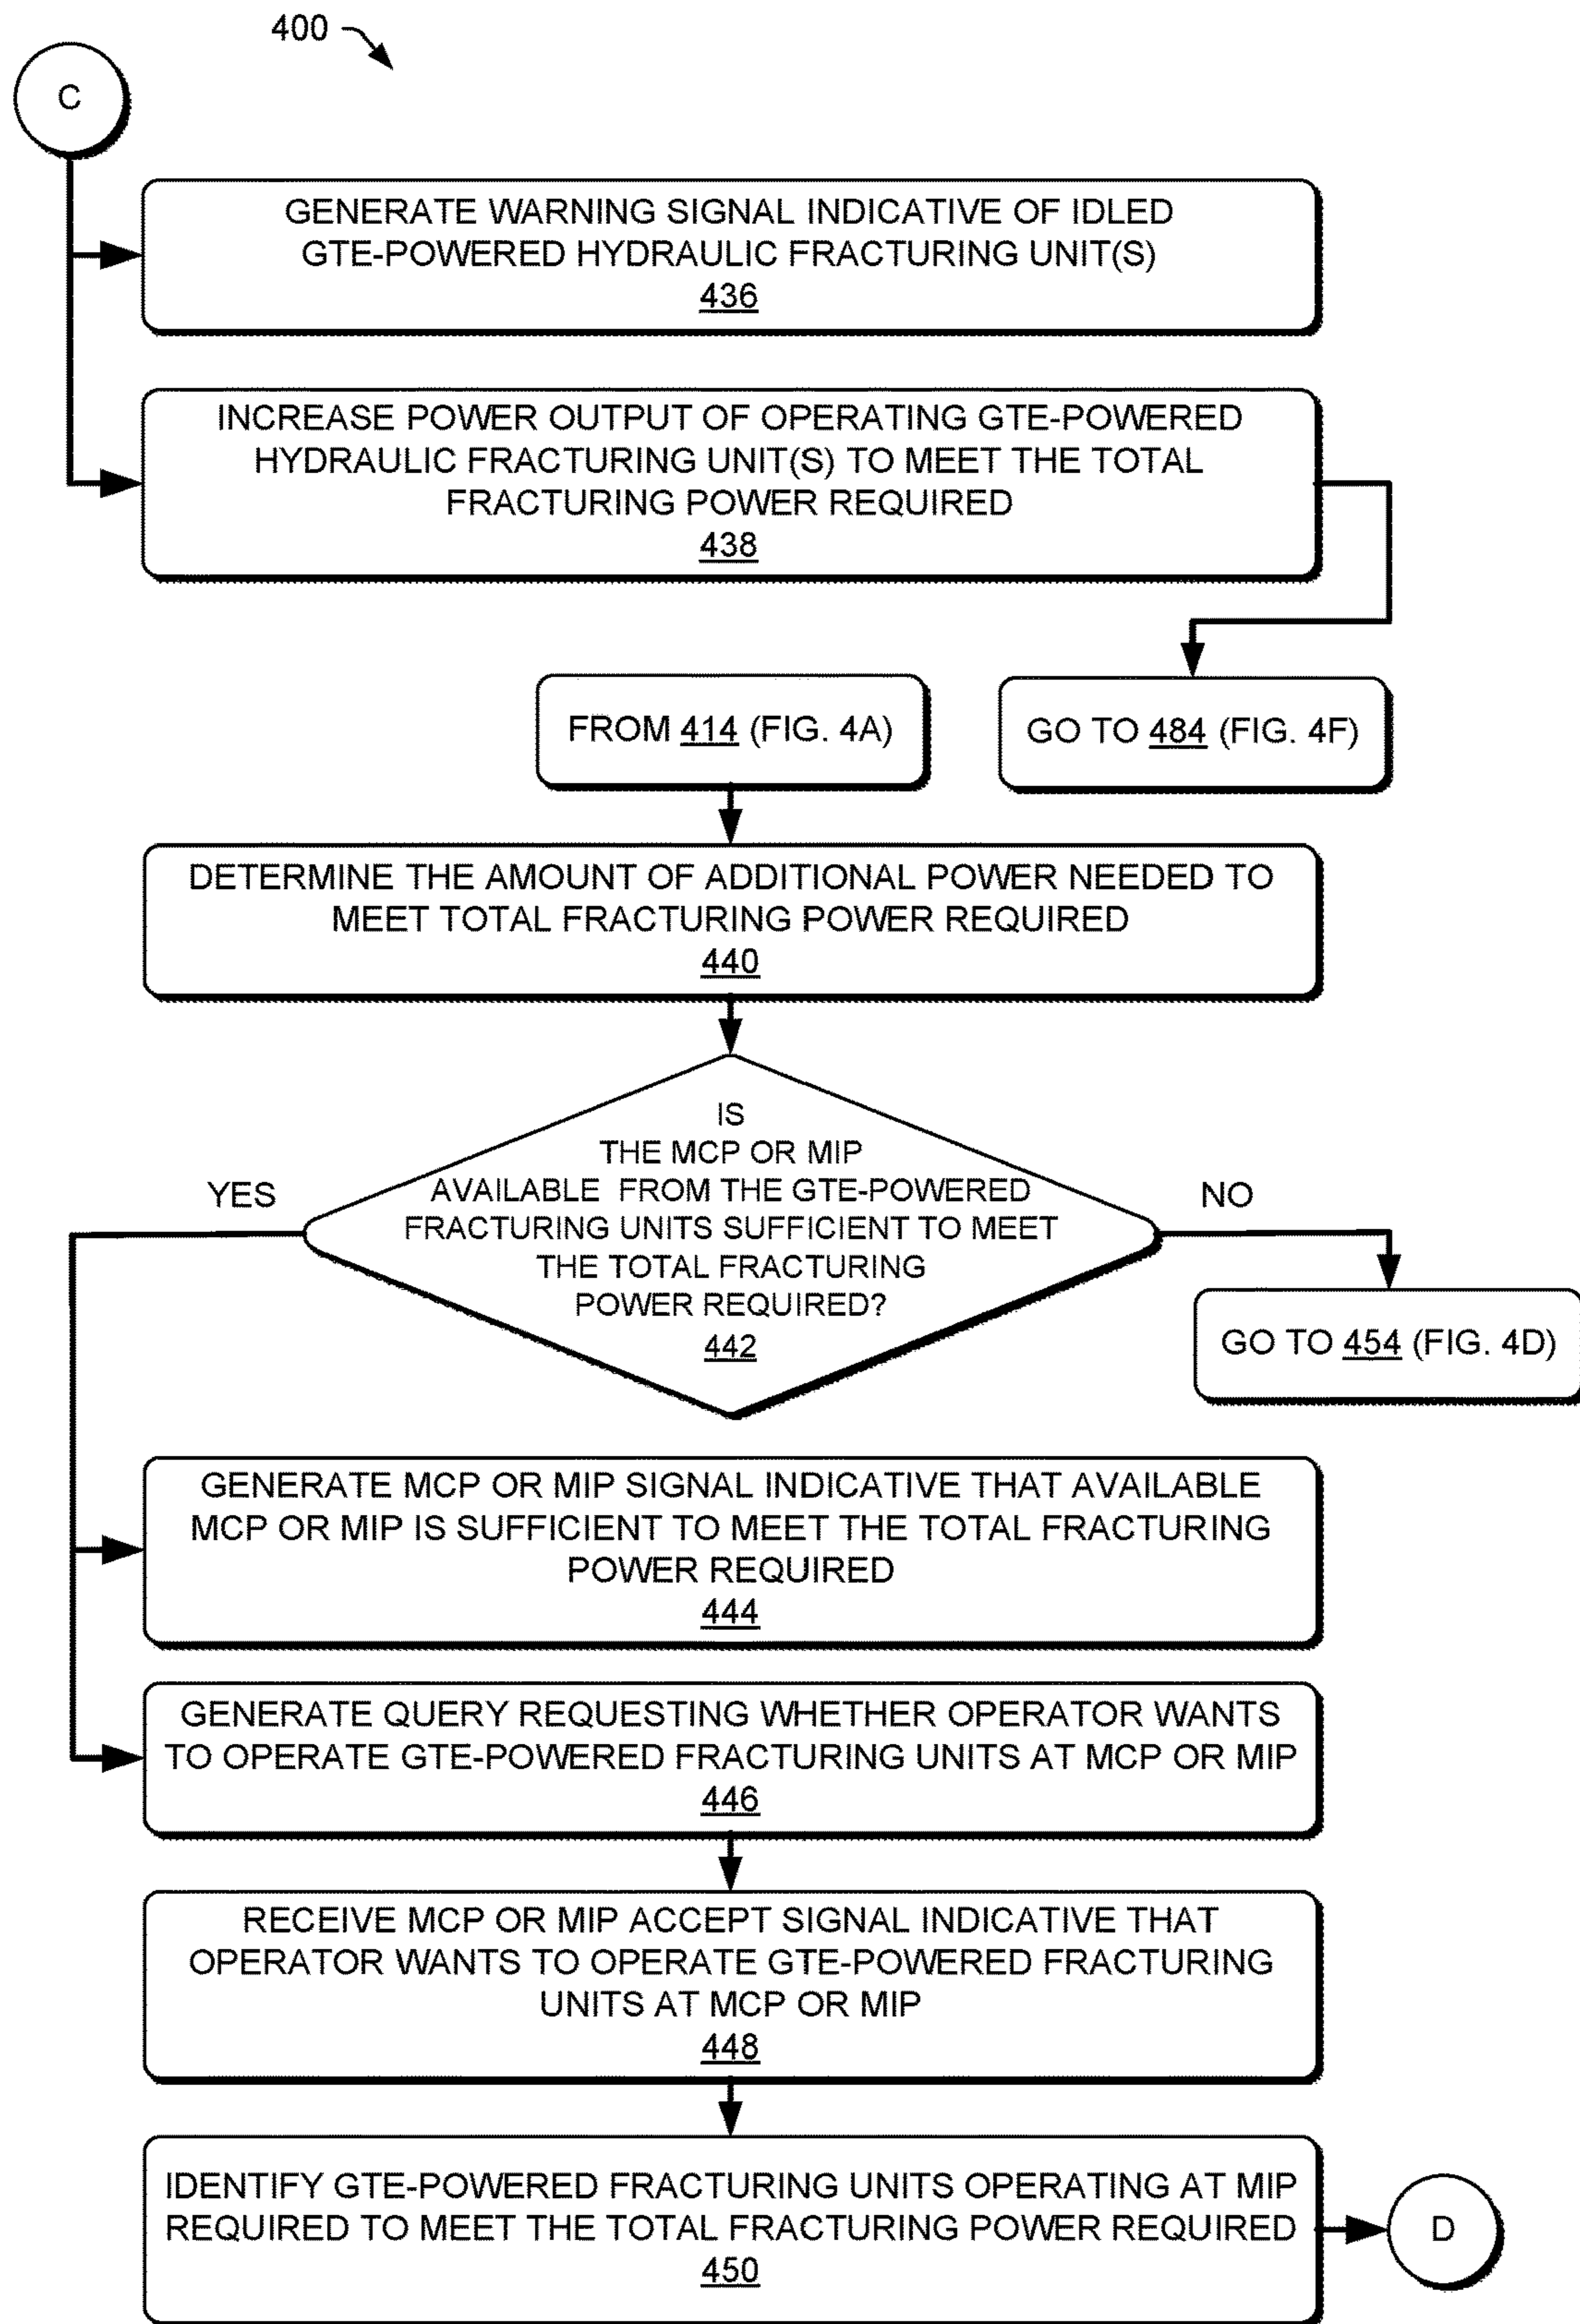 400
C
GENERATE WARNING SIGNAL INDICATIVE OF IDLED
GTE-POWERED HYDRAULIC FRACTURING UNIT(S)
436
INCREASE POWER OUTPUT OF OPERATING GTE-POWERED
HYDRAULIC FRACTURING UNIT(S) TO MEET THE TOTAL
FRACTURING POWER REQUIRED
438
FROM 414 (FIG. 4A)
GO TO 484 (FIG. 4F)
DETERMINE THE AMOUNT OF ADDITIONAL POWER NEEDED TO
MEET TOTAL FRACTURING POWER REQUIRED
440
IS
THE MCP OR MIP
AVAILABLE FROM THE GTE-POWERED
FRACTURING UNITS SUFFICIENT TO MEET
THE TOTAL FRACTURING
POWER REQUIRED?
442
YES
NO
GO TO 454 (FIG. 4D)
GENERATE MCP OR MIP SIGNAL INDICATIVE THAT AVAILABLE
MCP OR MIP IS SUFFICIENT TO MEET THE TOTAL FRACTURING
POWER REQUIRED
444
GENERATE QUERY REQUESTING WHETHER OPERATOR WANTS
TO OPERATE GTE-POWERED FRACTURING UNITS AT MCP OR MIP
446
RECEIVE MCP OR MIP ACCEPT SIGNAL INDICATIVE THAT
OPERATOR WANTS TO OPERATE GTE-POWERED FRACTURING
UNITS AT MCP OR MIP
448
IDENTIFY GTE-POWERED FRACTURING UNITS OPERATING AT MIP
REQUIRED TO MEET THE TOTAL FRACTURING POWER REQUIRED
450
D